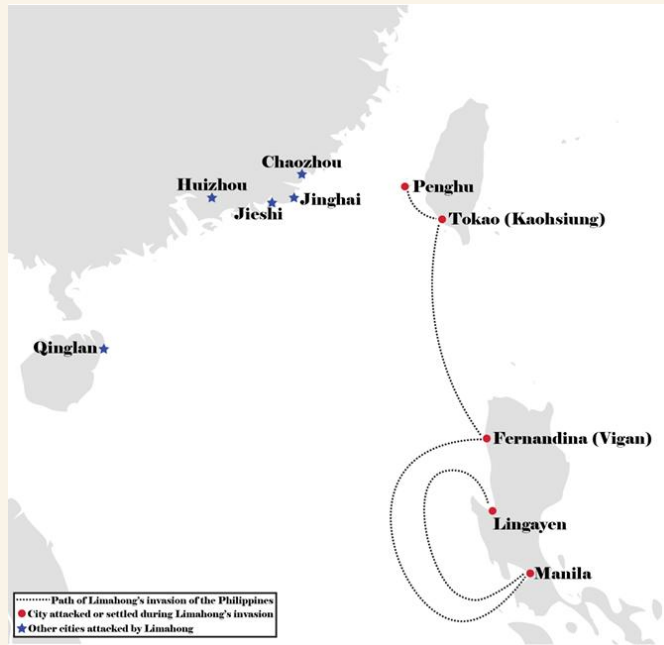 Chaozhou
Huizhou
Penghu
Jinghai
Jieshi
Tokao (Kaohsiung)
Qinglan
Fernandina (Vigan)
Lingayen
Manila
Path of Limahong's invasion of the Philippines
City attacked or settled during Limahong's invasion
Other cities attacked by Limahong